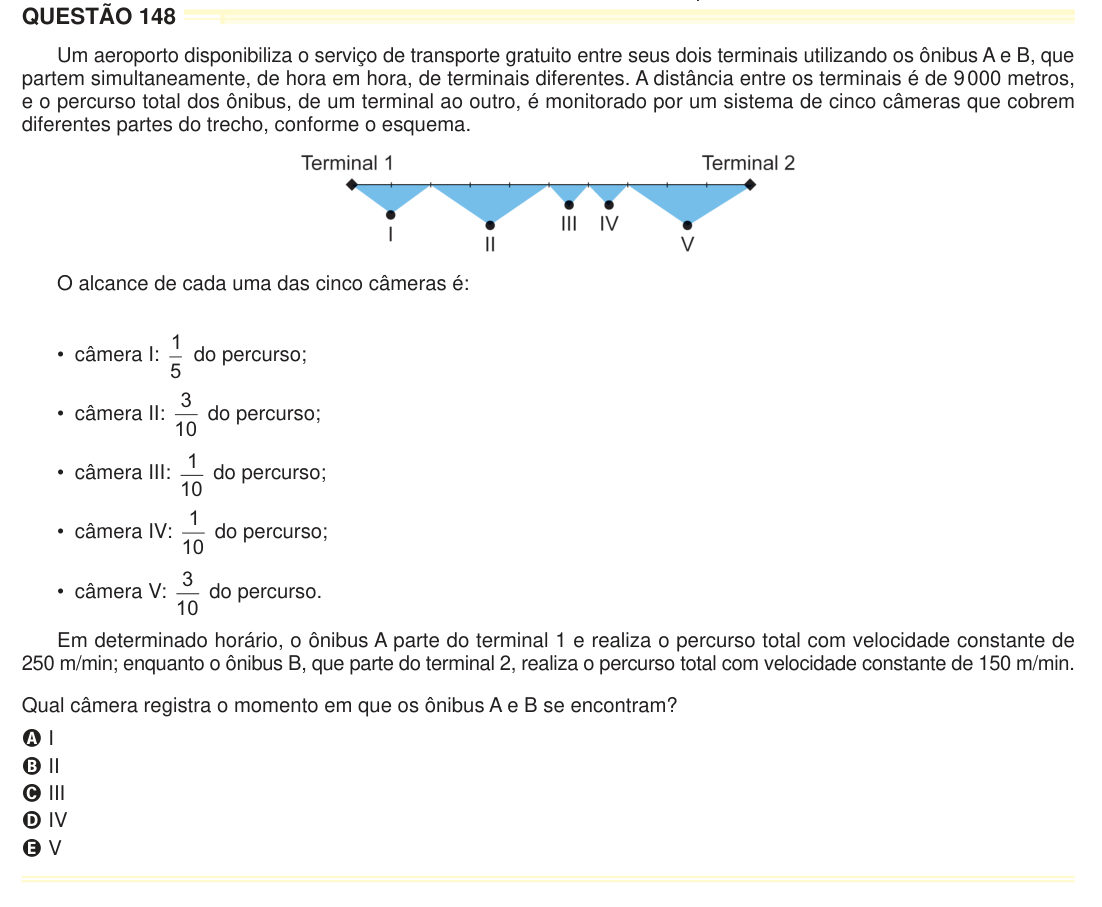 QUESTÃO 148
Um aeroporto disponibiliza o serviço de transporte gratuito entre seus dois terminais utilizando os ônibus A e B, que
partem simultaneamente, de hora em hora, de terminais diferentes. A distância entre os terminais é de 9 000 metros,
e o percurso total dos ônibus, de um terminal ao outro, é monitorado por um sistema de cinco câmeras que cobrem
diferentes partes do trecho, conforme o esquema.
Terminal 1 Terminal 2
I II III IV V
O alcance de cada uma das cinco câmeras é:
• câmera I: 1/5 do percurso;
• câmera II: 3/10 do percurso;
• câmera III: 1/10 do percurso;
• câmera IV: 1/10 do percurso;
• câmera V: 3/10 do percurso.
Em determinado horário, o ônibus A parte do terminal 1 e realiza o percurso total com velocidade constante de
250 m/min; enquanto o ônibus B, que parte do terminal 2, realiza o percurso total com velocidade constante de 150 m/min.
Qual câmera registra o momento em que os ônibus A e B se encontram?
A I
B II
C III
D IV
E V